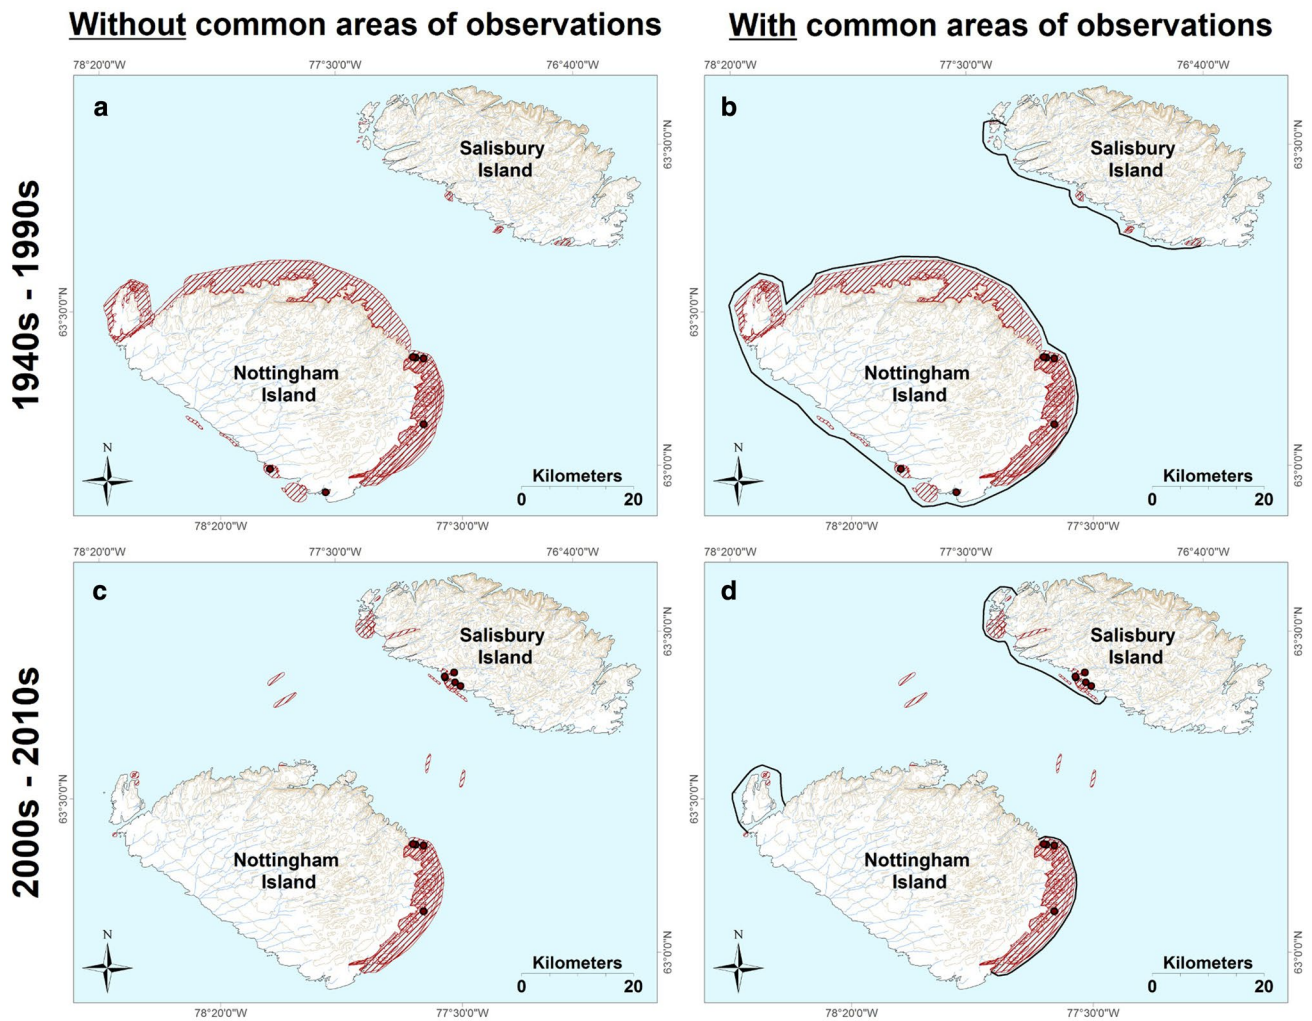 Without common areas of observations
With common areas of observations
1940s - 1990s
78°20'0"W 77°30'0"W 76°40'0"W
a
Salisbury
Island
63°30'0"N
63°30'0"N
Nottingham
Island
63°0'0"N
N
Kilometers
0 20
78°20'0"W 77°30'0"W
78°20'0"W 77°30'0"W 76°40'0"W
b
Salisbury
Island
63°30'0"N
63°30'0"N
Nottingham
Island
63°0'0"N
N
Kilometers
0 20
78°20'0"W 77°30'0"W
2000s - 2010s
78°20'0"W 77°30'0"W 76°40'0"W
c
Salisbury
Island
63°30'0"N
63°30'0"N
Nottingham
Island
63°0'0"N
N
Kilometers
0 20
78°20'0"W 77°30'0"W
78°20'0"W 77°30'0"W 76°40'0"W
d
Salisbury
Island
63°30'0"N
63°30'0"N
Nottingham
Island
63°0'0"N
N
Kilometers
0 20
78°20'0"W 77°30'0"W